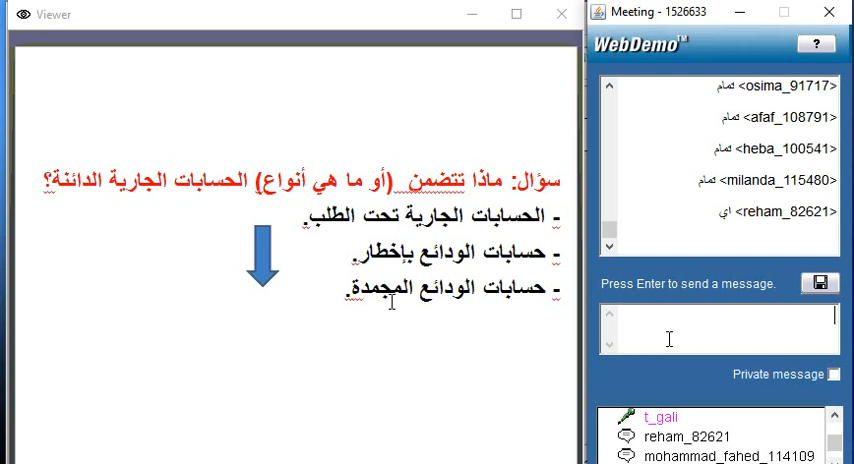 Viewer
Meeting - 1526633
WebDemo™
?
سؤال: ماذا تتضمن (أو ما هي أنواع) الحسابات الجارية الدائنة؟
- الحسابات الجارية تحت الطلب.
- حسابات الودائع بإخطار.
- حسابات الودائع المجمدة.
<osima_91717> تمام
<afaf_108791> تمام
<heba_100541> تمام
<milanda_115480> تمام
<reham_82621> اي
Press Enter to send a message.
Private message
t_gali
reham_82621
mohammad_fahed_114109